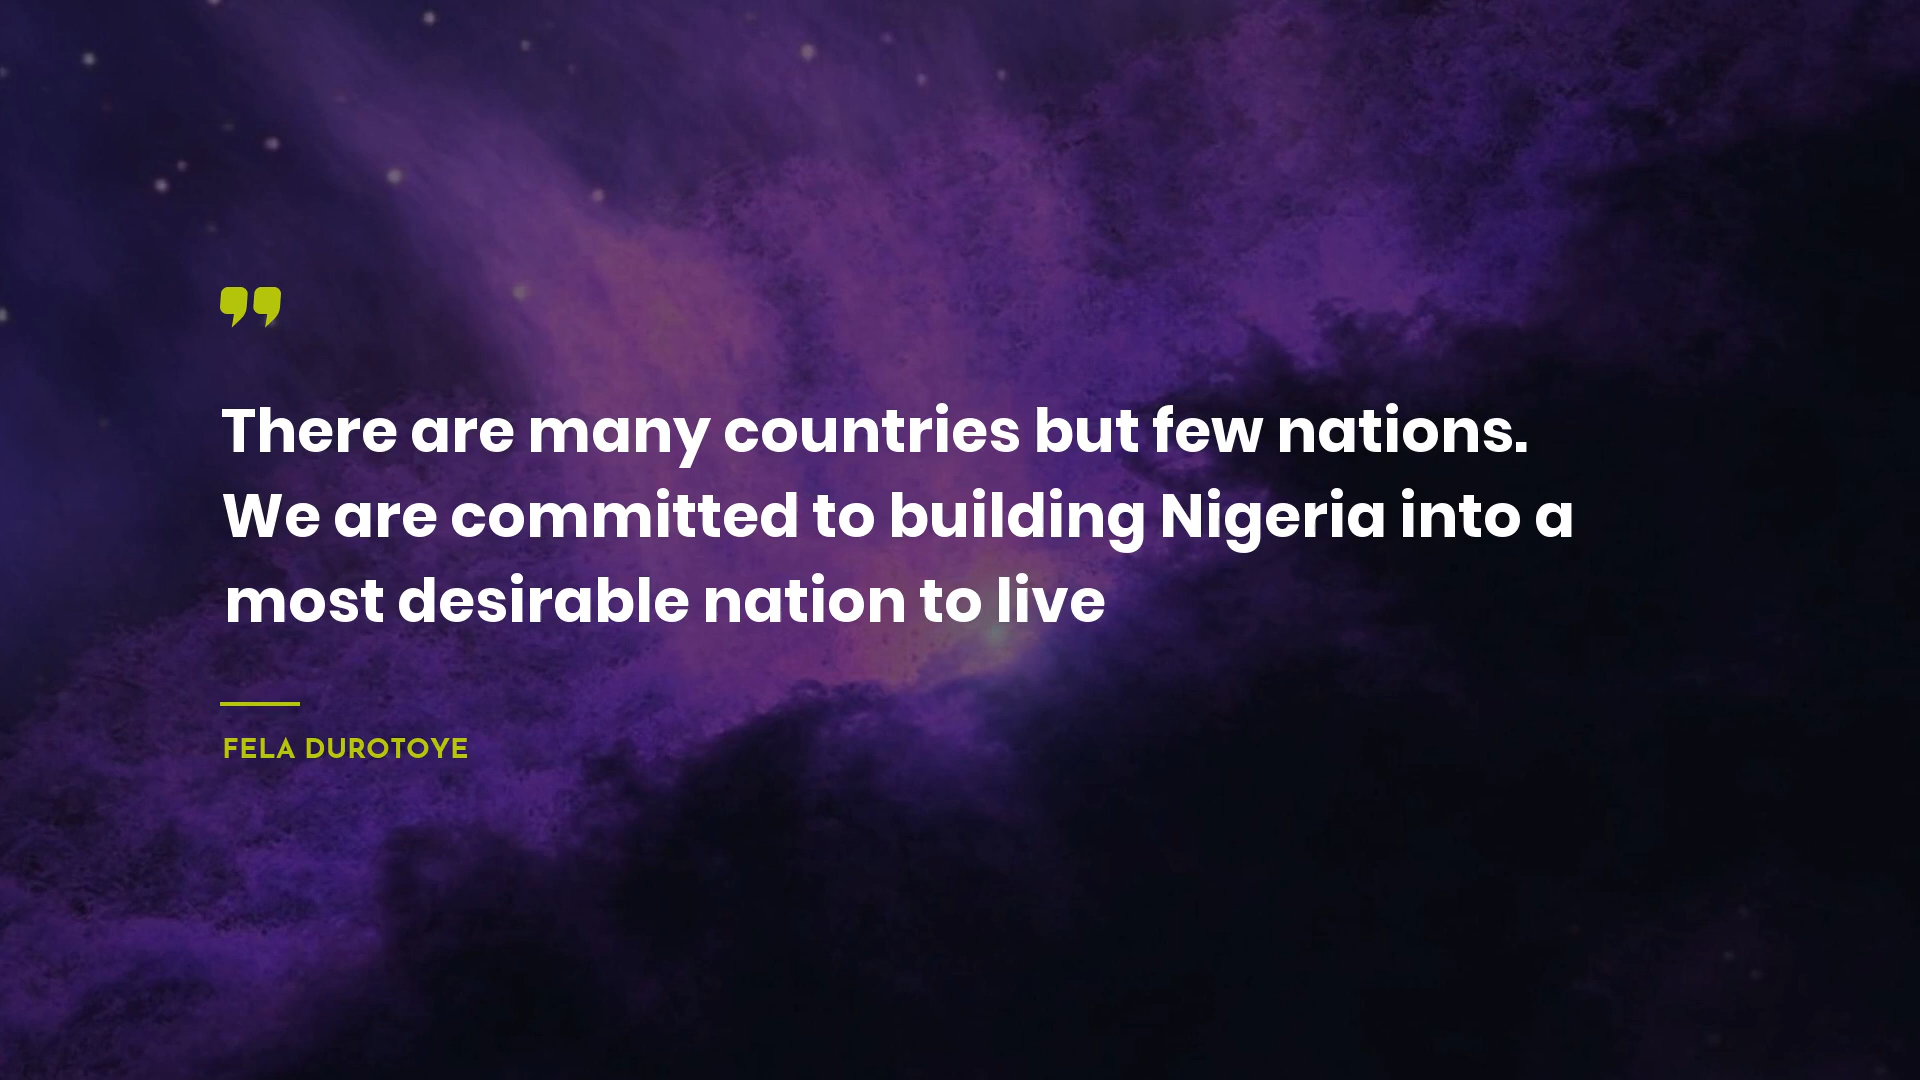 ❞
There are many countries but few nations.
We are committed to building Nigeria into a
most desirable nation to live
FELA DUROTOYE